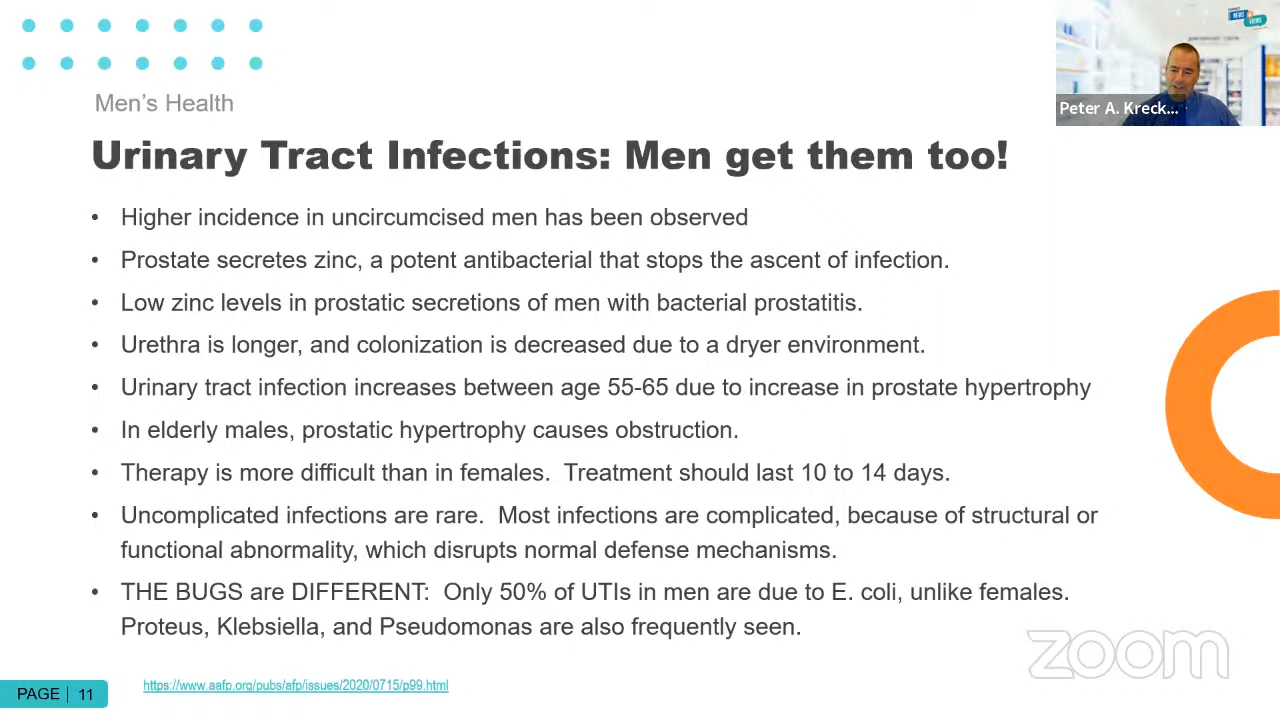 NEWS
VIEWS
Peter A. Kreck...
Men's Health
Urinary Tract Infections: Men get them too!
• Higher incidence in uncircumcised men has been observed
• Prostate secretes zinc, a potent antibacterial that stops the ascent of infection.
• Low zinc levels in prostatic secretions of men with bacterial prostatitis.
• Urethra is longer, and colonization is decreased due to a dryer environment.
• Urinary tract infection increases between age 55-65 due to increase in prostate hypertrophy
• In elderly males, prostatic hypertrophy causes obstruction.
• Therapy is more difficult than in females.  Treatment should last 10 to 14 days.
• Uncomplicated infections are rare.  Most infections are complicated, because of structural or
functional abnormality, which disrupts normal defense mechanisms.
• THE BUGS are DIFFERENT:  Only 50% of UTIs in men are due to E. coli, unlike females.
Proteus, Klebsiella, and Pseudomonas are also frequently seen.
zoom
PAGE | 11
https://www.aafp.org/pubs/afp/issues/2020/0715/p99.html